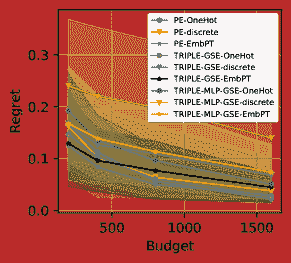 PE-OneHot
PE-discrete
PE-EmbPT
TRIPLE-GSE-OneHot
TRIPLE-GSE-discrete
TRIPLE-GSE-EmbPT
TRIPLE-MLP-GSE-OneHot
TRIPLE-MLP-GSE-discrete
TRIPLE-MLP-GSE-EmbPT
0.3
0.2
0.1
0.0
Regret
500
1000
1500
Budget